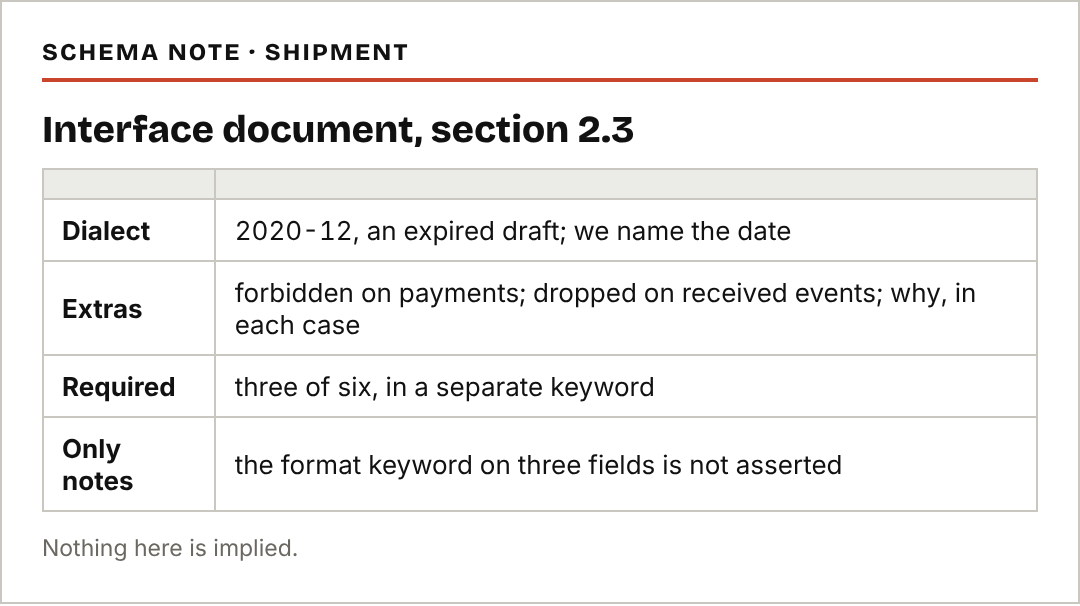 SCHEMA NOTE · SHIPMENT
Interface document, section 2.3
Dialect
2020-12, an expired draft; we name the date
Extras
forbidden on payments; dropped on received events; why, in
each case
Required
three of six, in a separate keyword
Only
notes
the format keyword on three fields is not asserted
Nothing here is implied.